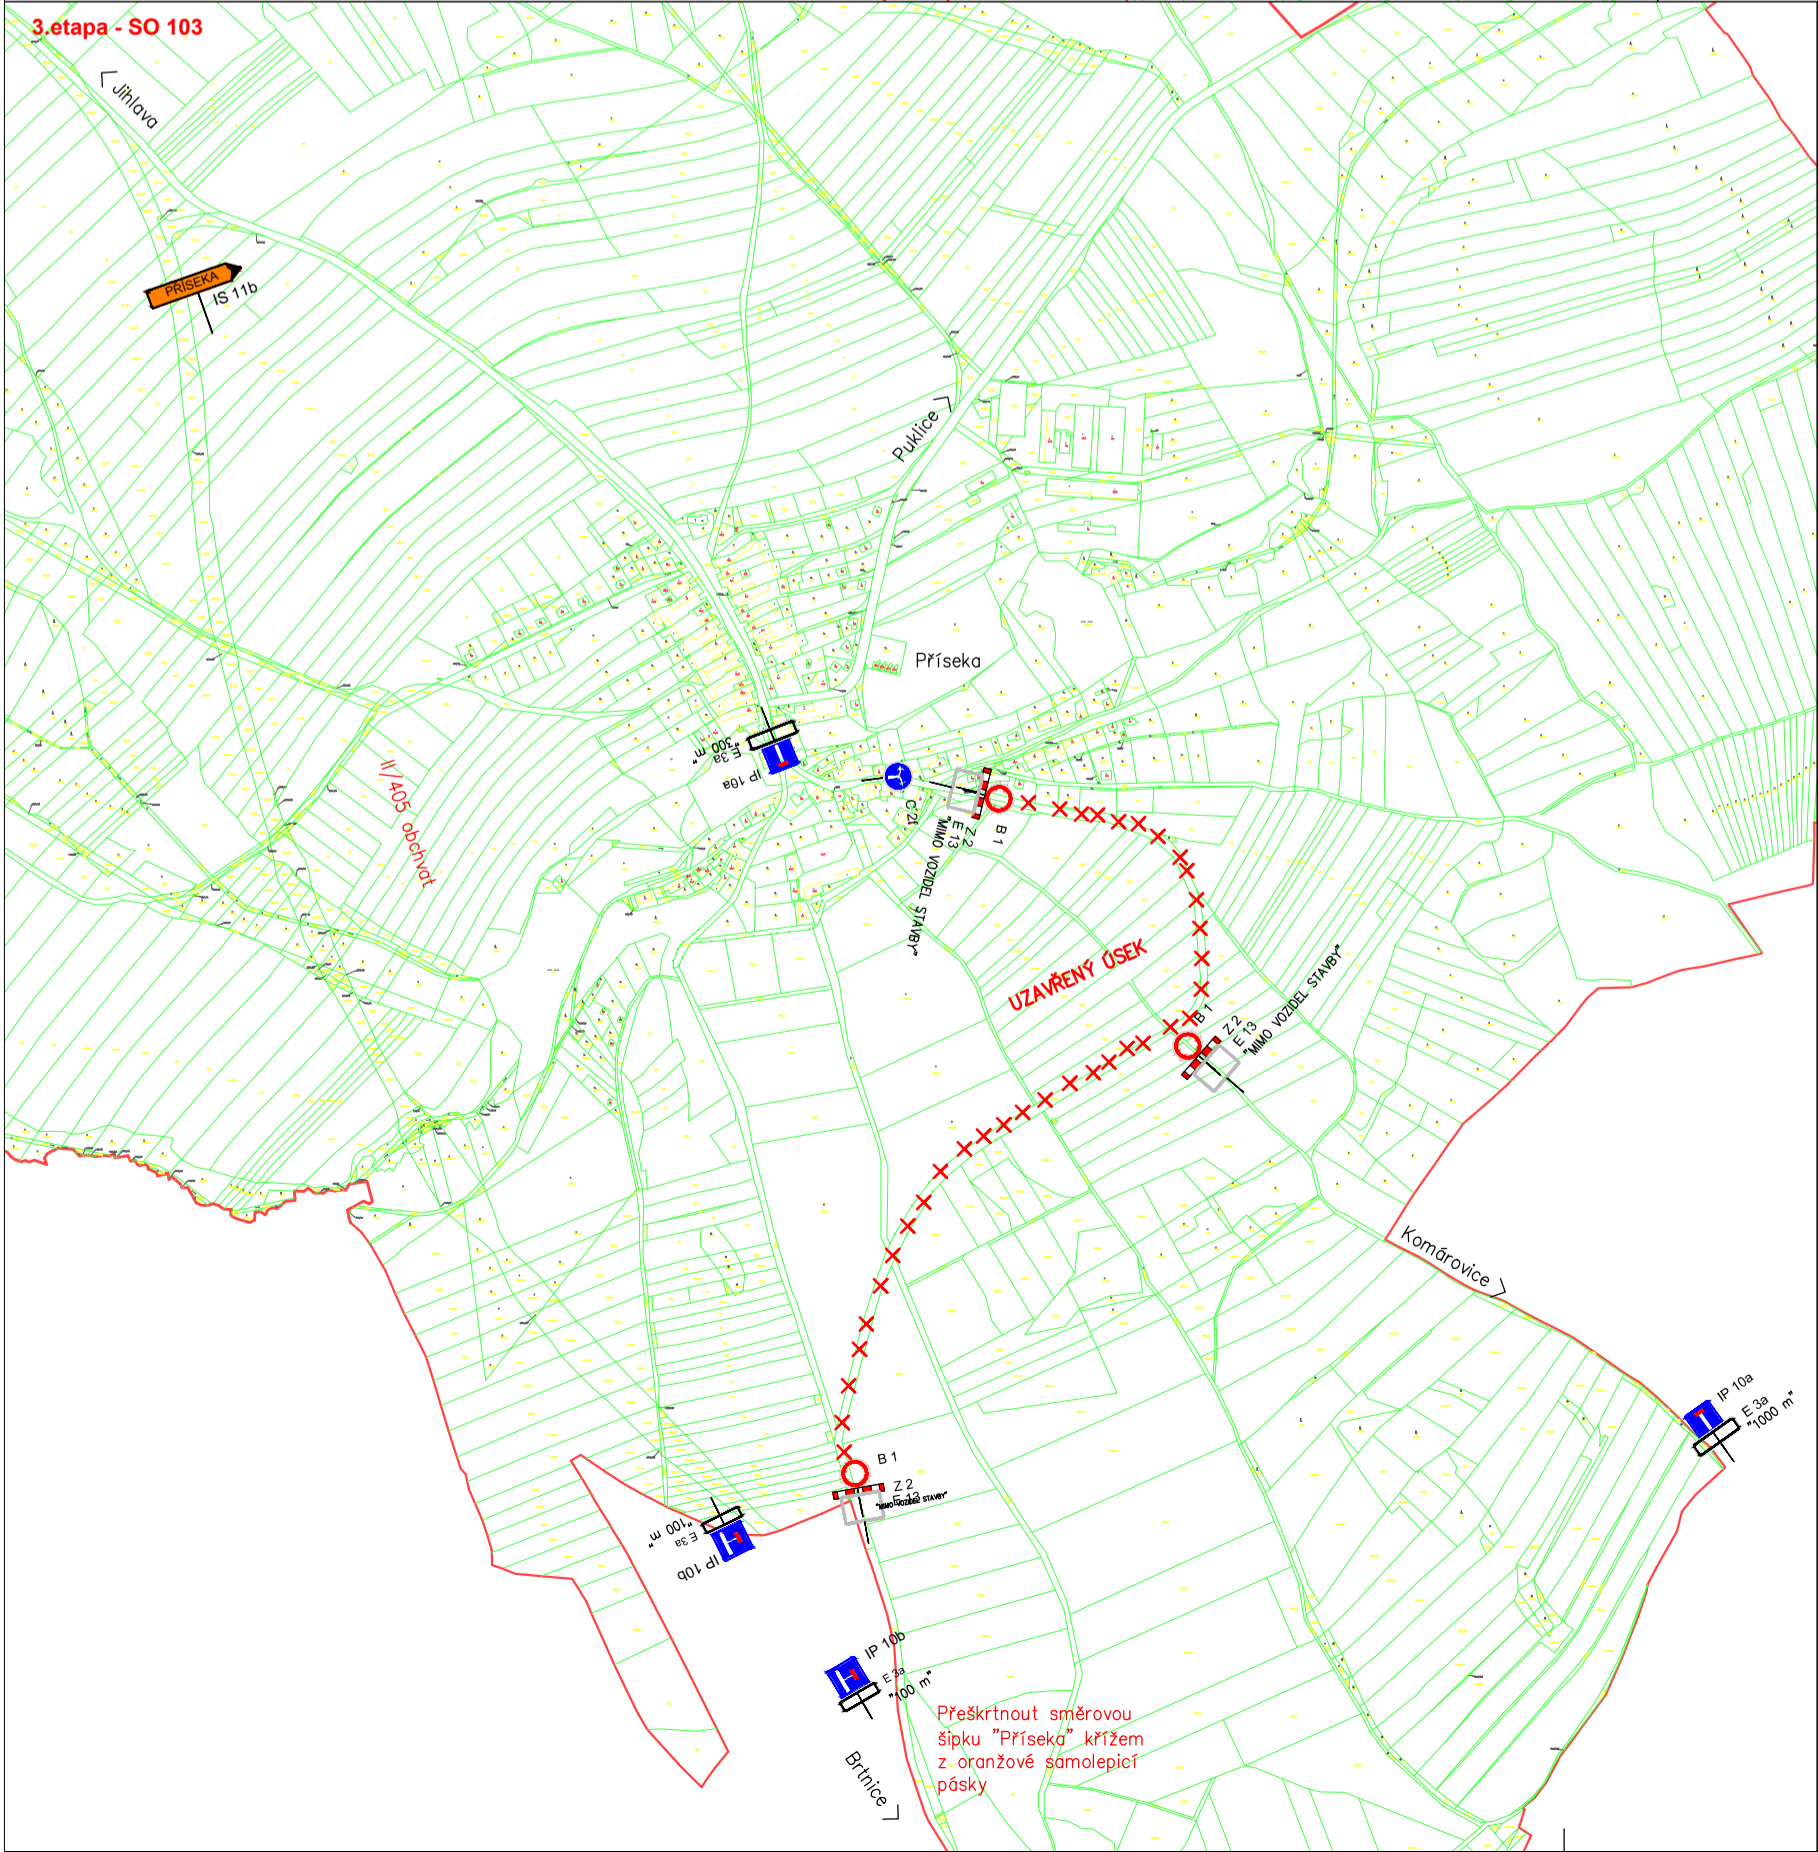 3.etapa - SO 103
Jihlava
PŘÍSEKA
IS 11b
Puklice
Příseka
"300 m"
E 3a
IP 10a
II/405 obchvat
C 2f
B 1
Z 2
E 13
"MIMO VOZIDEL STAVBY"
UZAVŘENÝ ÚSEK
B 1
Z 2
E 13
"MIMO VOZIDEL STAVBY"
Komárovice
IP 10a
E 3a
"1000 m"
B 1
Z 2
E 13
"MIMO VOZIDEL STAVBY"
"100 m"
E 3a
IP 10b
IP 10b
E 3a
"100 m"
Přeškrtnout směrovou
šipku "Příseka" křížem
z oranžové samolepicí
pásky
Brtnice